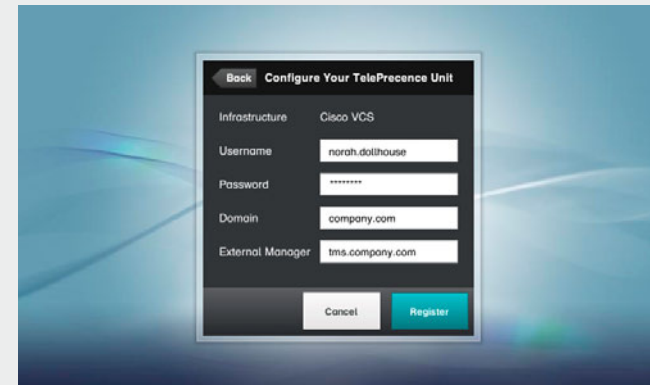 Back Configure Your TelePrecence Unit
Infrastructure Cisco VCS
Username norah.dollhouse
Password ********
Domain company.com
External Manager tms.company.com
Cancel Register